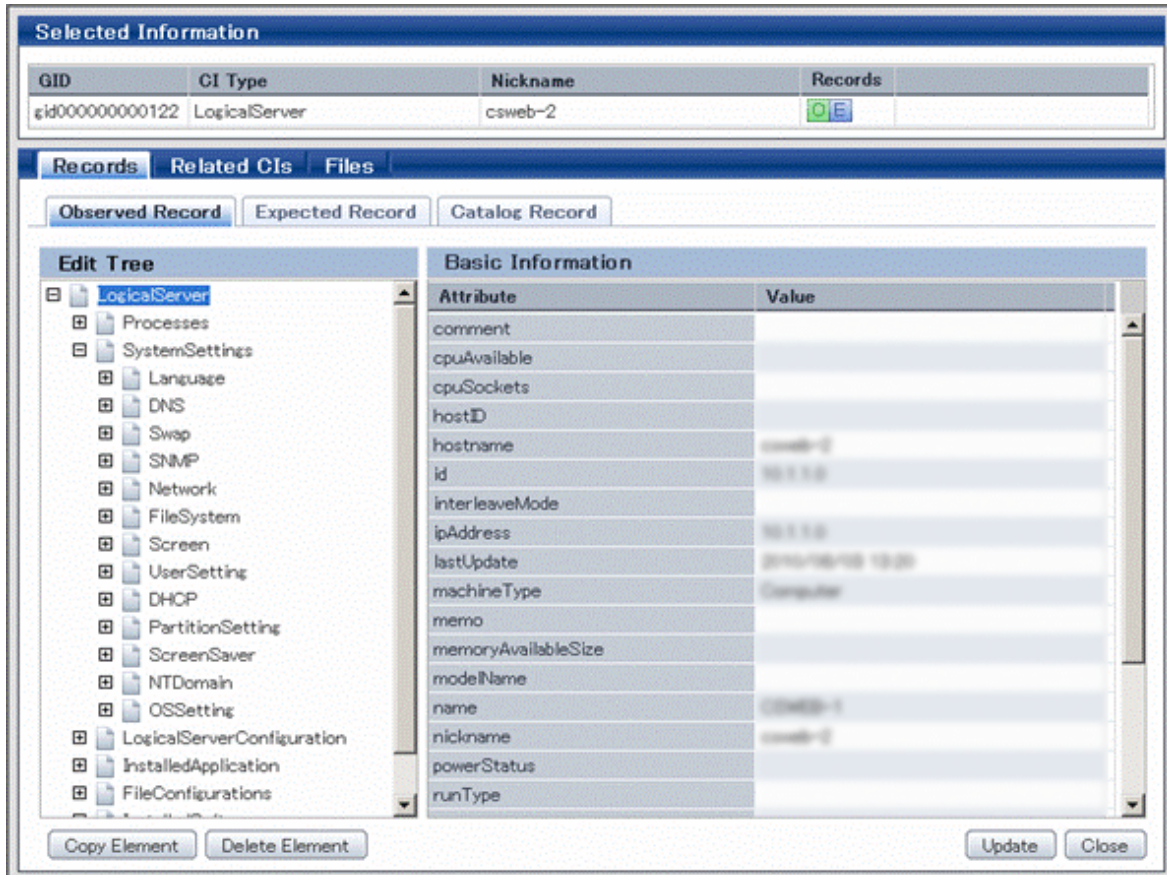 Selected Information
GID CI Type Nickname Records
gid000000000122 LogicalServer csweb-2 O E
Records Related CIs Files
Observed Record Expected Record Catalog Record
Edit Tree
LogicalServer
Processes
SystemSettings
Language
DNS
Swap
SNMP
Network
FileSystem
Screen
UserSetting
DHCP
PartitionSetting
ScreenSaver
NTDomain
OSSetting
LogicalServerConfiguration
InstalledApplication
FileConfigurations
Basic Information
Attribute Value
comment
cpuAvailable
cpuSockets
hostID
hostname
id
interleaveMode
ipAddress
lastUpdate
machineType
memo
memoryAvailableSize
modelName
name
nickname
powerStatus
runType
Copy Element Delete Element Update Close